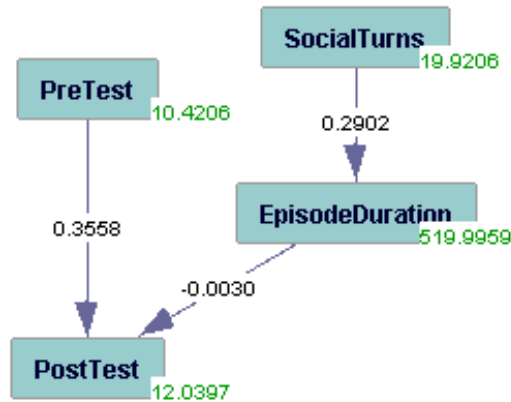 SocialTurns
19.9206
PreTest
10.4206
0.2902
EpisodeDuration
519.9959
0.3558
-0.0030
PostTest
12.0397